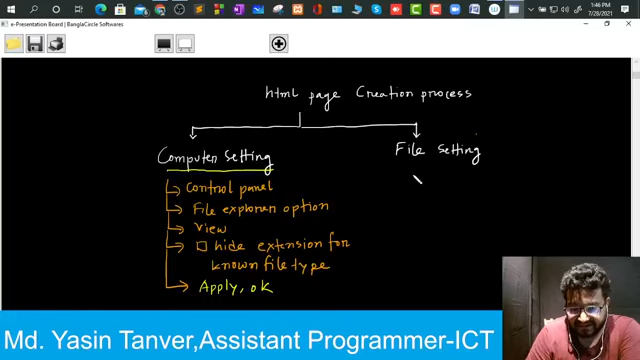 1:46 PM
7/28/2021
e-Presentation Board | BanglaCircle Softwares
Html page Creation process
Computer Setting
File Setting
Control panel
File explorer option
View
hide extension for
known file type
Apply, ok
Md. Yasin Tanver,Assistant Programmer-ICT